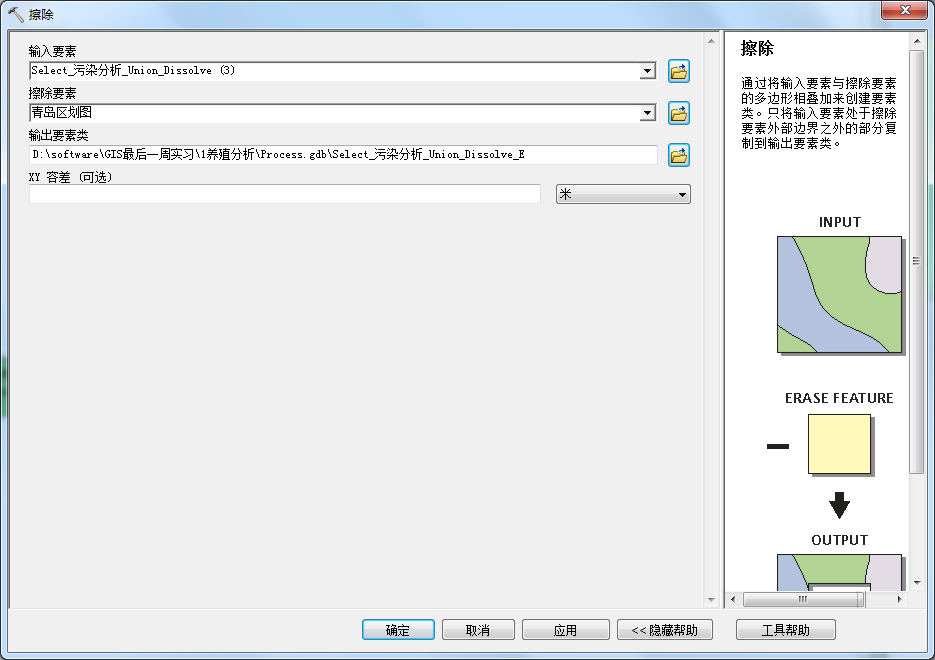 擦除
输入要素
Select_污染分析_Union_Dissolve (3)
擦除要素
青岛区划图
输出要素类
D:\software\GIS最后一周实习\1养殖分析\Process.gdb\Select_污染分析_Union_Dissolve_E
XY 容差 (可选)
米
确定
取消
应用
<< 隐藏帮助
擦除
通过将输入要素与擦除要素
的多边形相叠加来创建要素
类。只将输入要素处于擦除
要素外部边界之外的部分复
制到输出要素类。
INPUT
ERASE FEATURE
OUTPUT
工具帮助